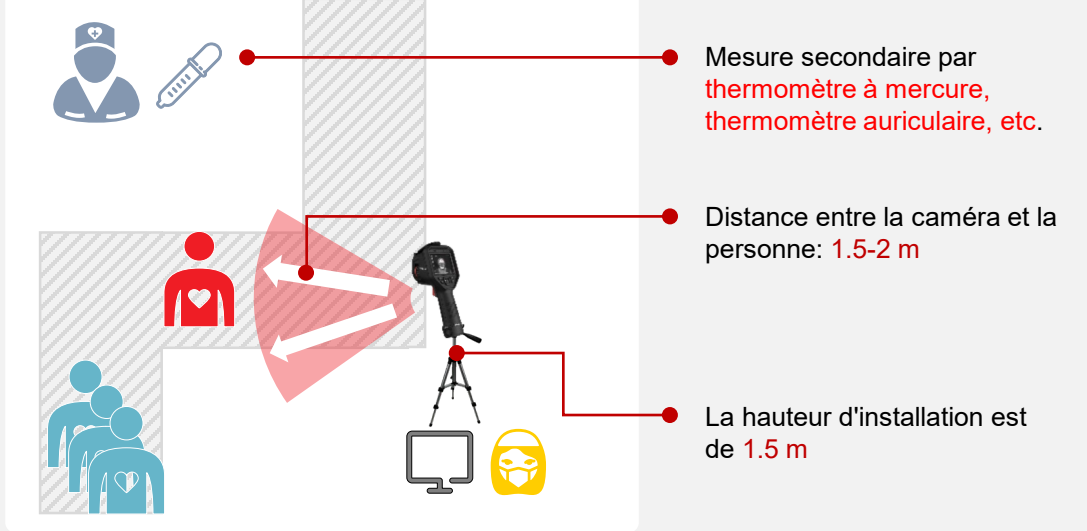 Mesure secondaire par
thermomètre à mercure,
thermomètre auriculaire, etc.
Distance entre la caméra et la
personne: 1.5-2 m
La hauteur d'installation est
de 1.5 m